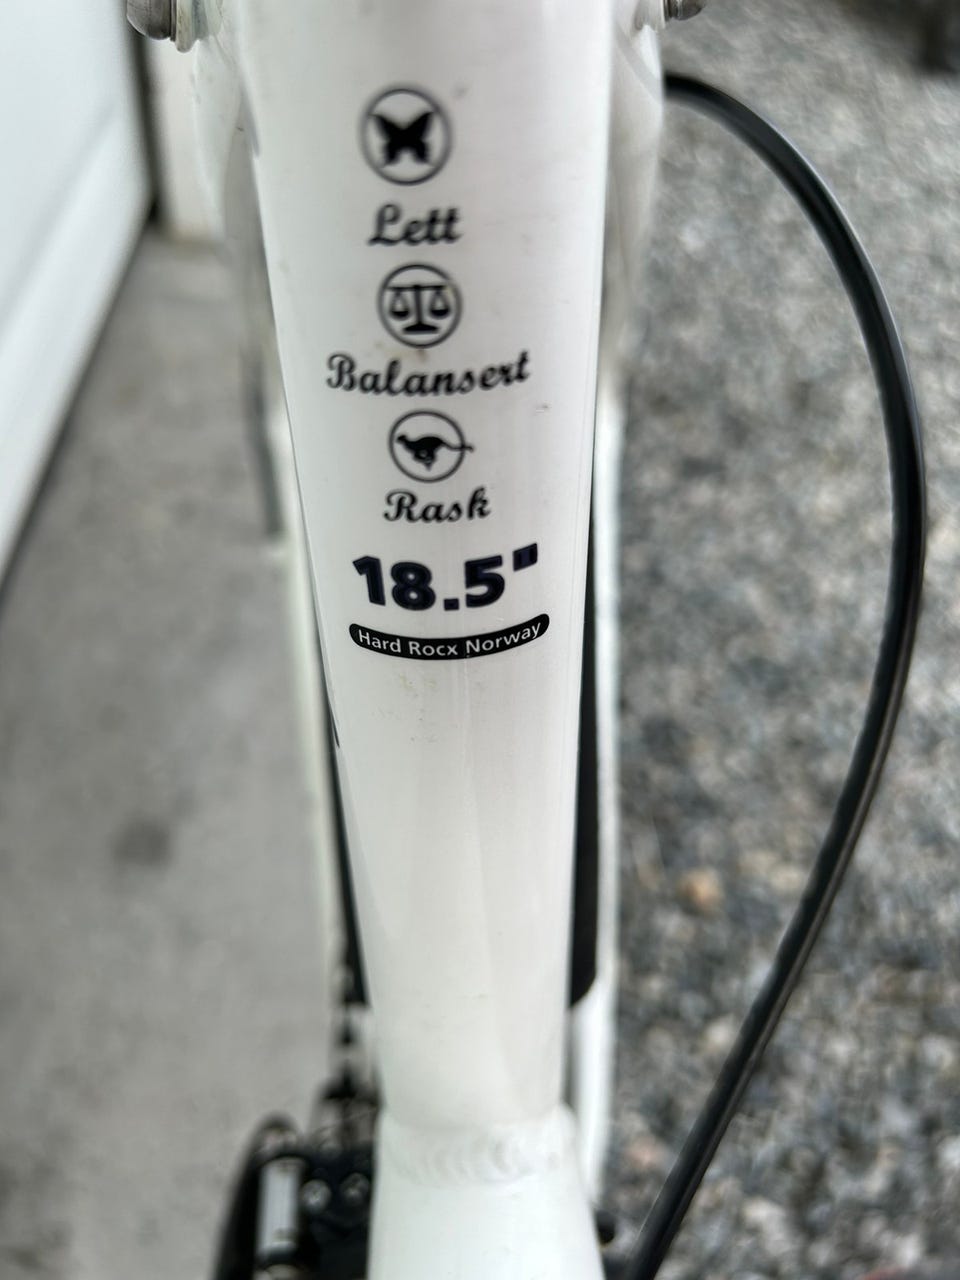 Lett
Balansert
Rask
18.5"
Hard Rocx Norway